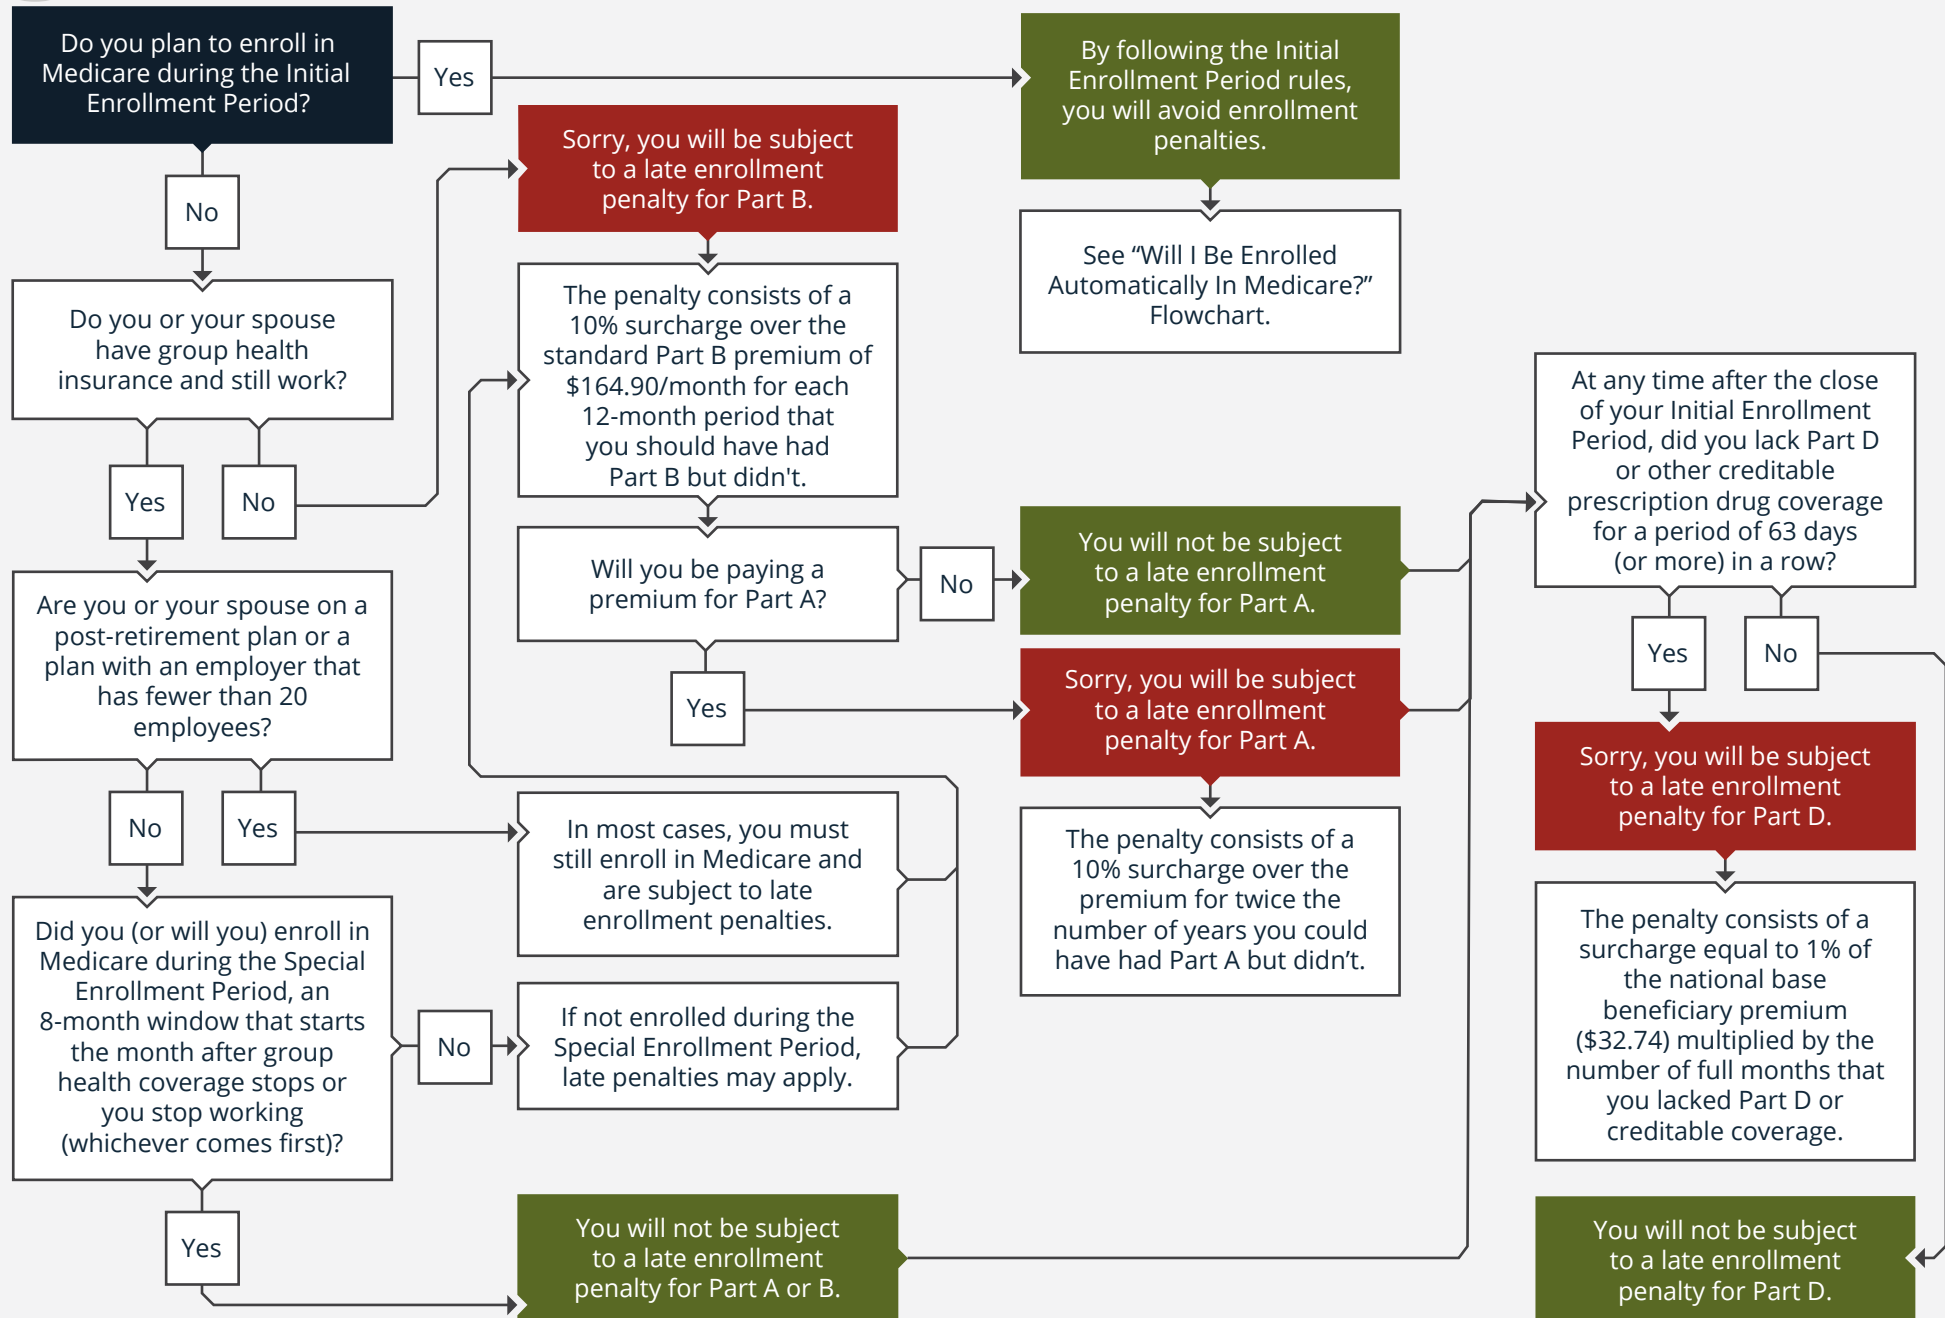 Do you plan to enroll in
Medicare during the Initial
Enrollment Period?
Yes
By following the Initial
Enrollment Period rules,
you will avoid enrollment
penalties.
See “Will I Be Enrolled
Automatically In Medicare?”
Flowchart.
No
Do you or your spouse
have group health
insurance and still work?
Yes
No
Sorry, you will be subject
to a late enrollment
penalty for Part B.
The penalty consists of a
10% surcharge over the
standard Part B premium of
$164.90/month for each
12-month period that
you should have had
Part B but didn't.
Will you be paying a
premium for Part A?
No
You will not be subject
to a late enrollment
penalty for Part A.
Yes
Sorry, you will be subject
to a late enrollment
penalty for Part A.
The penalty consists of a
10% surcharge over the
premium for twice the
number of years you could
have had Part A but didn’t.
Are you or your spouse on a
post-retirement plan or a
plan with an employer that
has fewer than 20
employees?
No
Yes
In most cases, you must
still enroll in Medicare and
are subject to late
enrollment penalties.
Did you (or will you) enroll in
Medicare during the Special
Enrollment Period, an
8-month window that starts
the month after group
health coverage stops or
you stop working
(whichever comes first)?
No
If not enrolled during the
Special Enrollment Period,
late penalties may apply.
Yes
You will not be subject
to a late enrollment
penalty for Part A or B.
At any time after the close
of your Initial Enrollment
Period, did you lack Part D
or other creditable
prescription drug coverage
for a period of 63 days
(or more) in a row?
Yes
No
Sorry, you will be subject
to a late enrollment
penalty for Part D.
The penalty consists of a
surcharge equal to 1% of
the national base
beneficiary premium
($32.74) multiplied by the
number of full months that
you lacked Part D or
creditable coverage.
You will not be subject
to a late enrollment
penalty for Part D.